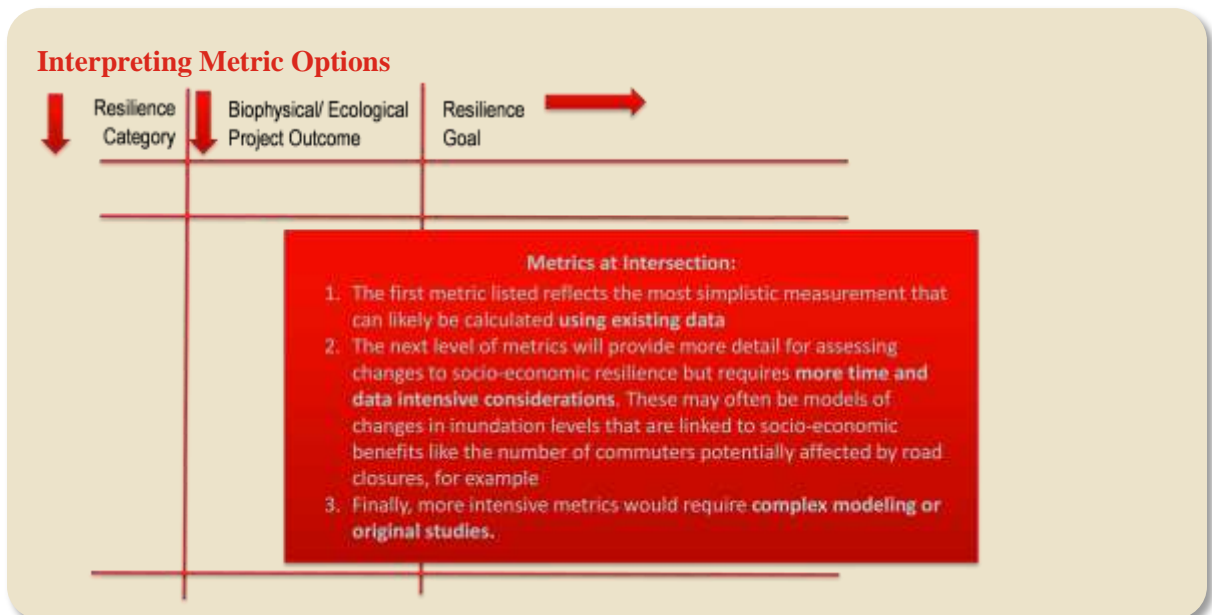 Interpreting Metric Options
Resilience Category
Biophysical/ Ecological Project Outcome
Resilience Goal
Metrics at Intersection:
1. The first metric listed reflects the most simplistic measurement that
can likely be calculated using existing data
2. The next level of metrics will provide more detail for assessing
changes to socio-economic resilience but requires more time and
data intensive considerations. These may often be models of
changes in inundation levels that are linked to socio-economic
benefits like the number of commuters potentially affected by road
closures, for example
3. Finally, more intensive metrics would require complex modeling or
original studies.